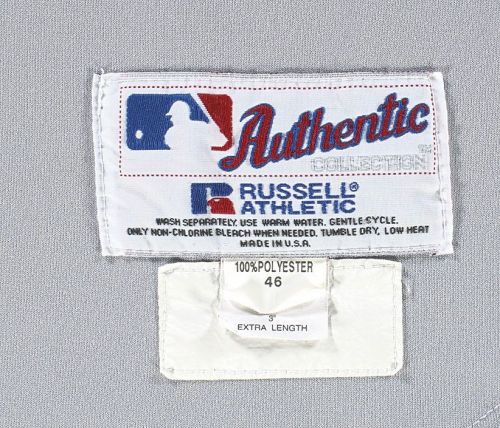 Authentic
TM
COLLECTION
R RUSSELL®
ATHLETIC
WASH SEPARATELY. USE WARM WATER. GENTLE CYCLE.
ONLY NON-CHLORINE BLEACH WHEN NEEDED. TUMBLE DRY, LOW HEAT
MADE IN U.S.A.
100% POLYESTER
46
3"
EXTRA LENGTH